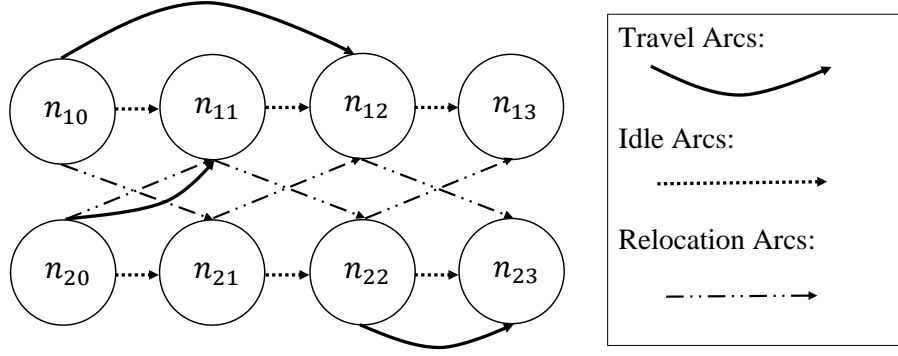 n₁₀ n₁₁ n₁₂ n₁₃
n₂₀ n₂₁ n₂₂ n₂₃
Travel Arcs:
Idle Arcs:
Relocation Arcs: